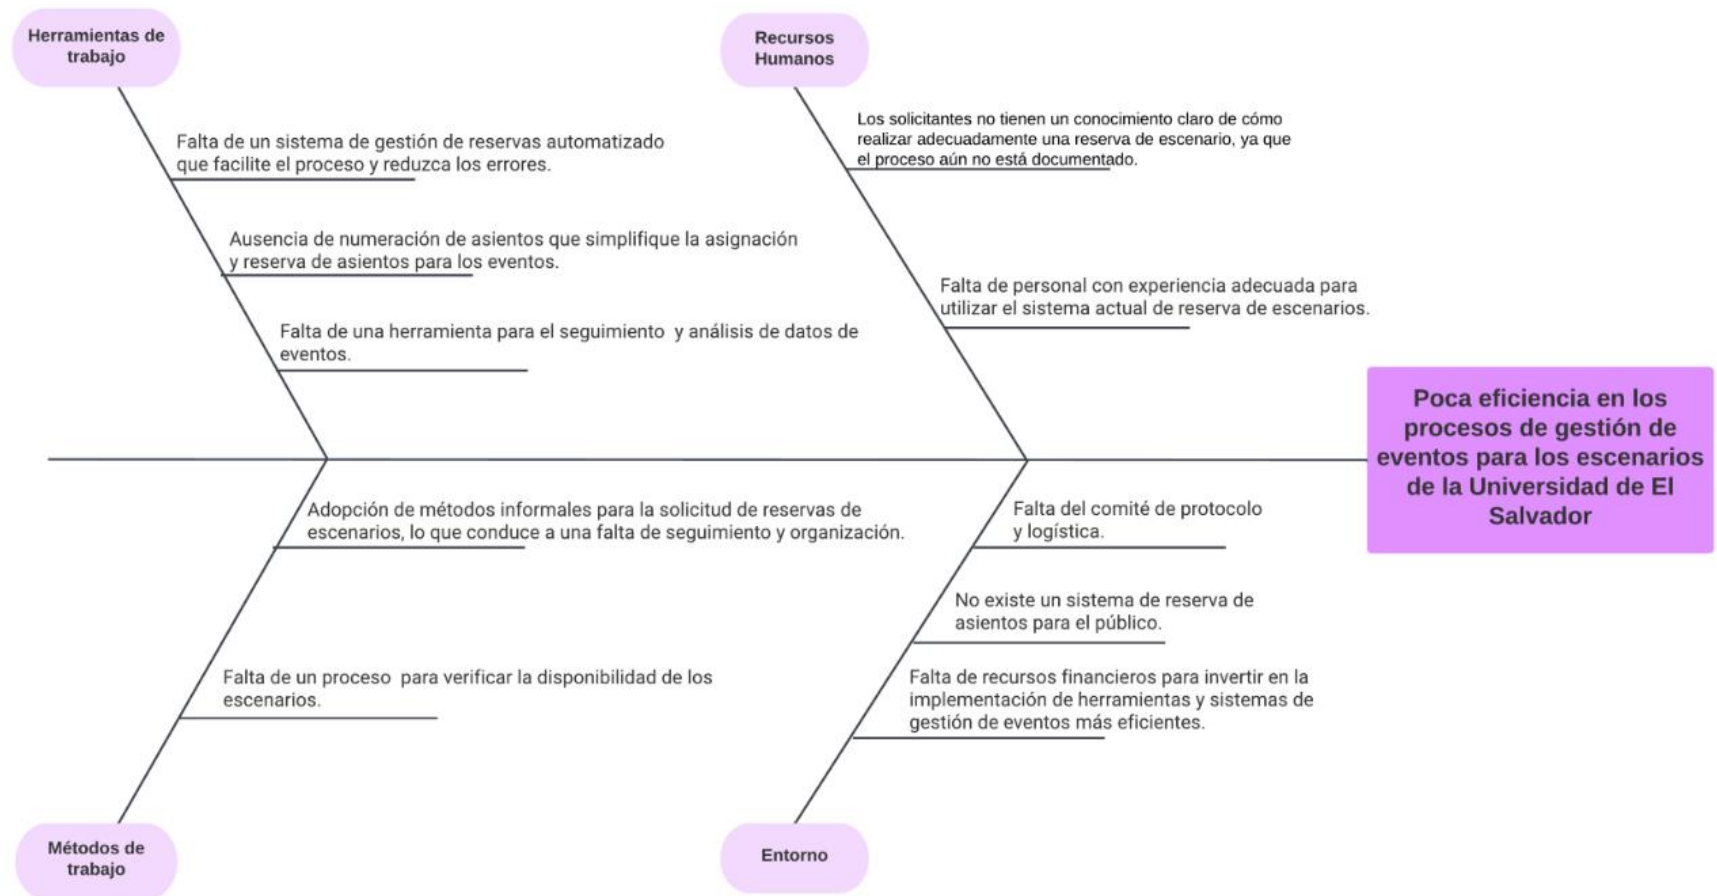 Herramientas de
trabajo
Recursos
Humanos
Falta de un sistema de gestión de reservas automatizado
que facilite el proceso y reduzca los errores.
Ausencia de numeración de asientos que simplifique la asignación
y reserva de asientos para los eventos.
Falta de una herramienta para el seguimiento  y análisis de datos de
eventos.
Los solicitantes no tienen un conocimiento claro de cómo
realizar adecuadamente una reserva de escenario, ya que
el proceso aún no está documentado.
Falta de personal con experiencia adecuada para
utilizar el sistema actual de reserva de escenarios.
Poca eficiencia en los
procesos de gestión de
eventos para los escenarios
de la Universidad de El
Salvador
Adopción de métodos informales para la solicitud de reservas de
escenarios, lo que conduce a una falta de seguimiento y organización.
Falta de un proceso  para verificar la disponibilidad de los
escenarios.
Falta del comité de protocolo
y logística.
No existe un sistema de reserva de
asientos para el público.
Falta de recursos financieros para invertir en la
implementación de herramientas y sistemas de
gestión de eventos más eficientes.
Métodos de
trabajo
Entorno